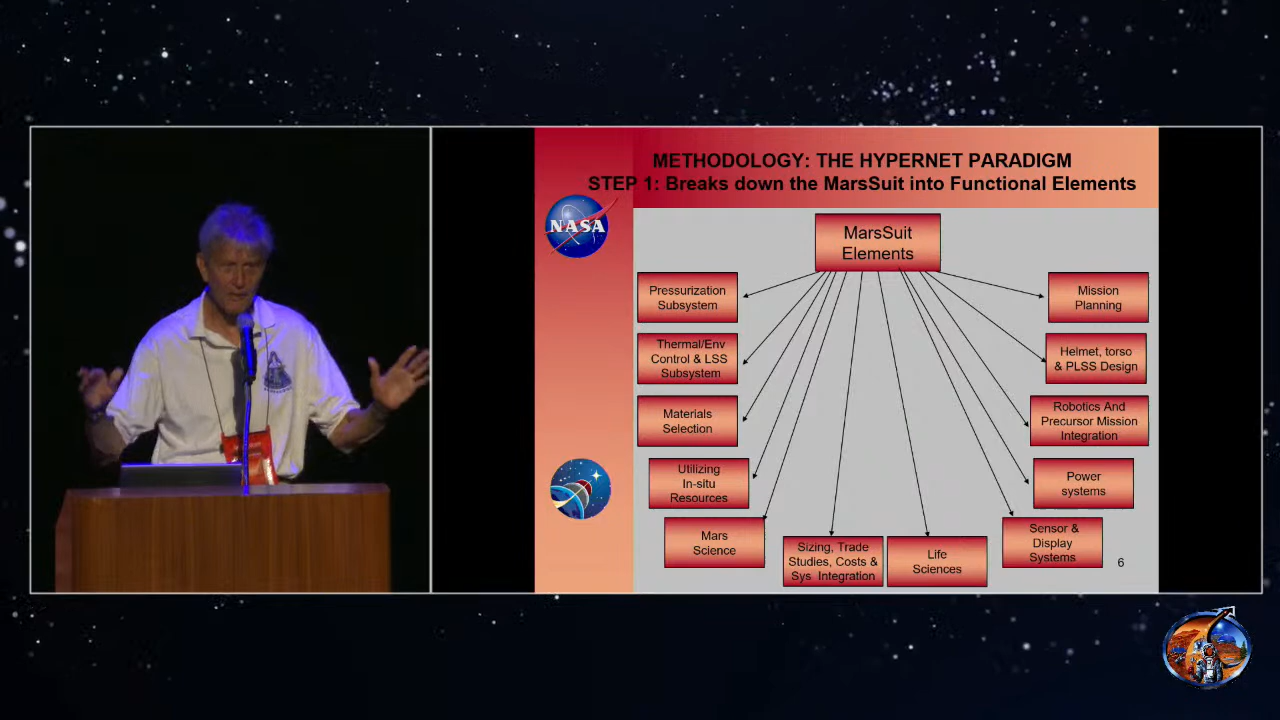 METHODOLOGY: THE HYPERNET PARADIGM
STEP 1: Breaks down the MarsSuit into Functional Elements
NASA
MarsSuit
Elements
Pressurization
Subsystem
Thermal/Env
Control & LSS
Subsystem
Materials
Selection
Utilizing
In-situ
Resources
Mars
Science
Sizing, Trade
Studies, Costs &
Sys Integration
Life
Sciences
Sensor &
Display
Systems
Power
systems
Robotics And
Precursor Mission
Integration
Helmet, torso
& PLSS Design
Mission
Planning
6